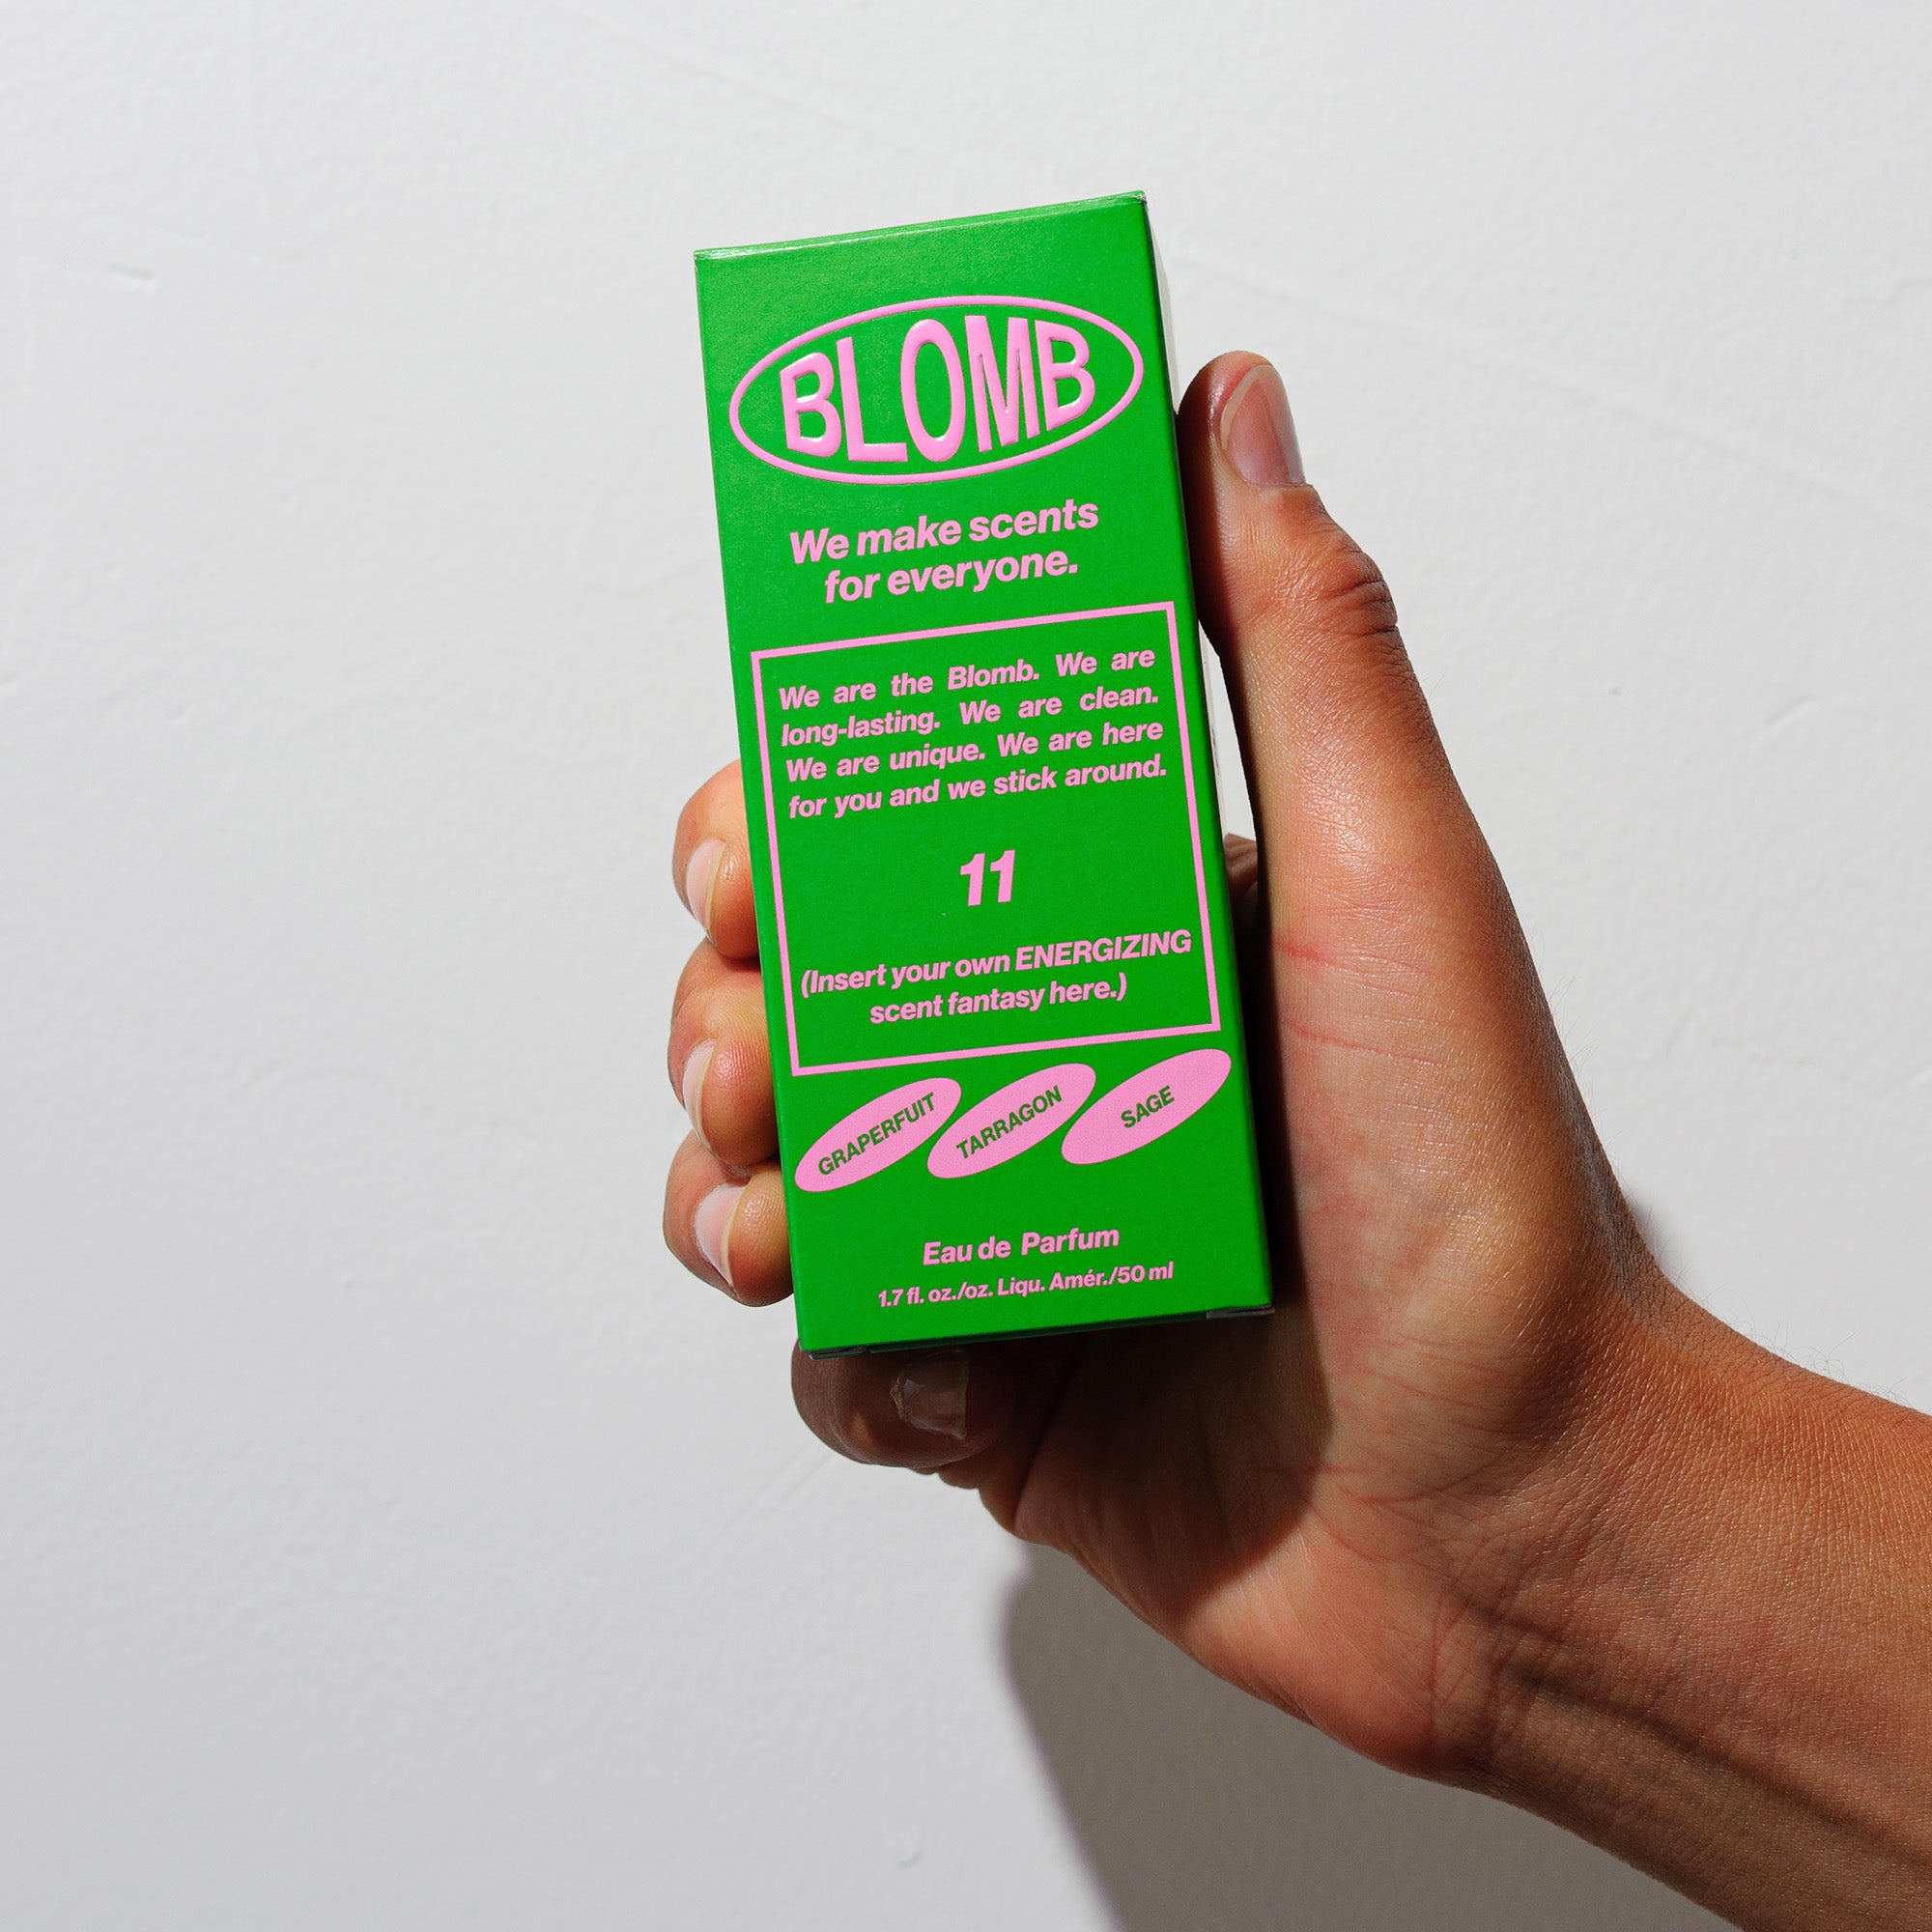 BLOMB
We make scents
for everyone.
We are the Blomb. We are
long-lasting. We are clean.
We are unique. We are here
for you and we stick around.
11
(Insert your own ENERGIZING
scent fantasy here.)
GRAPERFUIT
TARRAGON
SAGE
Eau de Parfum
1.7 fl. oz./oz. Liqu. Amér./50 ml